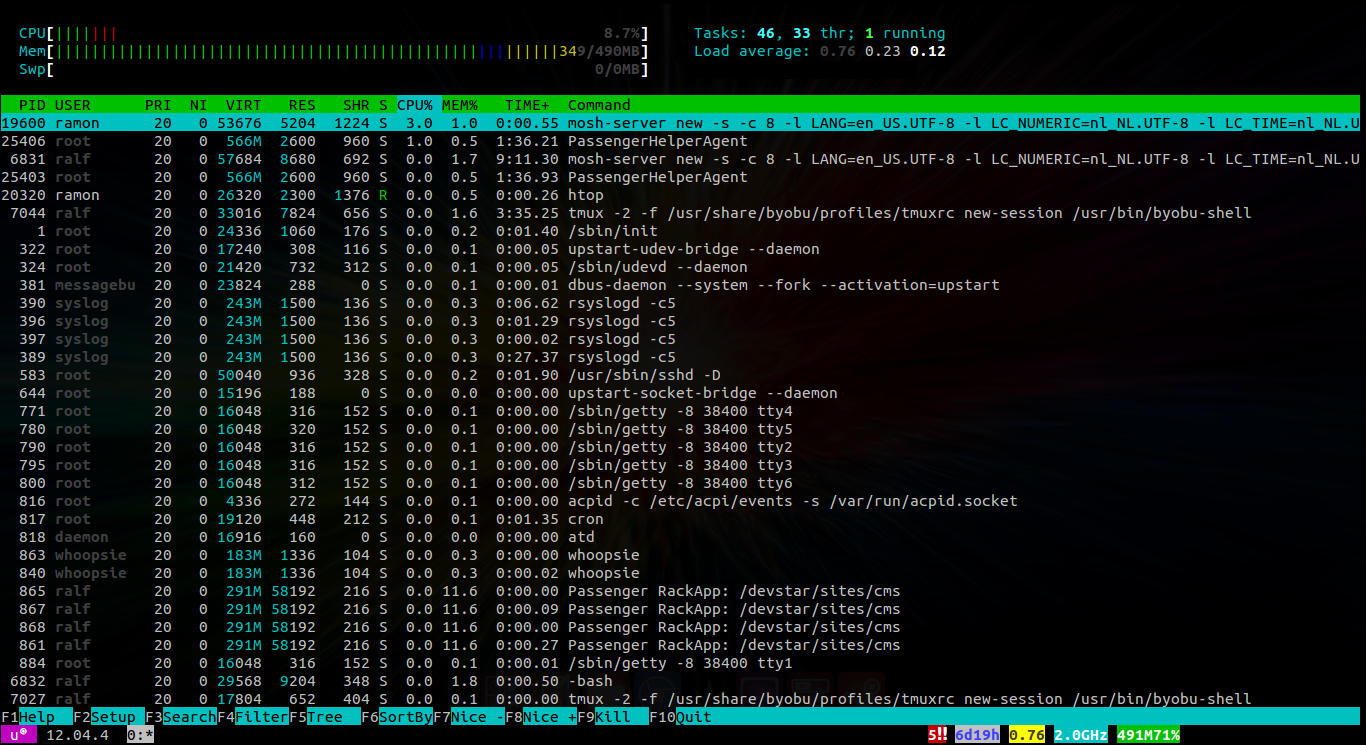 CPU[||||||| 8.7%] Tasks: 46, 33 thr; 1 running
Mem[||||||||||||||||||||||||||||||||||||||||||||||||||||||||349/490MB] Load average: 0.76 0.23 0.12
Swp[ 0/0MB]
PID USER PRI NI VIRT RES SHR S CPU% MEM% TIME+ Command
19600 ramon 20 0 53676 5204 1224 S 3.0 1.0 0:00.55 mosh-server new -s -c 8 -l LANG=en_US.UTF-8 -l LC_NUMERIC=nl_NL.UTF-8 -l LC_TIME=nl_NL.U
25406 root 20 0 566M 2600 960 S 1.0 0.5 1:36.21 PassengerHelperAgent
6831 ralf 20 0 57684 8680 692 S 0.0 1.7 9:11.30 mosh-server new -s -c 8 -l LANG=en_US.UTF-8 -l LC_NUMERIC=nl_NL.UTF-8 -l LC_TIME=nl_NL.U
25403 root 20 0 566M 2600 960 S 0.0 0.5 1:36.93 PassengerHelperAgent
20320 ramon 20 0 26320 2300 1376 R 0.0 0.5 0:00.26 htop
7044 ralf 20 0 33016 7824 656 S 0.0 1.6 3:35.25 tmux -2 -f /usr/share/byobu/profiles/tmuxrc new-session /usr/bin/byobu-shell
1 root 20 0 24336 1060 176 S 0.0 0.2 0:01.40 /sbin/init
322 root 20 0 17240 308 116 S 0.0 0.1 0:00.05 upstart-udev-bridge --daemon
324 root 20 0 21420 732 312 S 0.0 0.1 0:00.05 /sbin/udevd --daemon
381 messagebu 20 0 23824 288 0 S 0.0 0.1 0:00.01 dbus-daemon --system --fork --activation=upstart
390 syslog 20 0 243M 1500 136 S 0.0 0.3 0:06.62 rsyslogd -c5
396 syslog 20 0 243M 1500 136 S 0.0 0.3 0:01.29 rsyslogd -c5
397 syslog 20 0 243M 1500 136 S 0.0 0.3 0:00.02 rsyslogd -c5
389 syslog 20 0 243M 1500 136 S 0.0 0.3 0:27.37 rsyslogd -c5
583 root 20 0 50040 936 328 S 0.0 0.2 0:01.90 /usr/sbin/sshd -D
644 root 20 0 15196 188 0 S 0.0 0.0 0:00.00 upstart-socket-bridge --daemon
771 root 20 0 16048 316 152 S 0.0 0.1 0:00.00 /sbin/getty -8 38400 tty4
780 root 20 0 16048 320 152 S 0.0 0.1 0:00.00 /sbin/getty -8 38400 tty5
790 root 20 0 16048 316 152 S 0.0 0.1 0:00.00 /sbin/getty -8 38400 tty2
795 root 20 0 16048 316 152 S 0.0 0.1 0:00.00 /sbin/getty -8 38400 tty3
800 root 20 0 16048 312 152 S 0.0 0.1 0:00.00 /sbin/getty -8 38400 tty6
816 root 20 0 4336 272 144 S 0.0 0.1 0:00.00 acpid -c /etc/acpi/events -s /var/run/acpid.socket
817 root 20 0 19120 448 212 S 0.0 0.1 0:01.35 cron
818 daemon 20 0 16916 160 0 S 0.0 0.0 0:00.00 atd
863 whoopsie 20 0 183M 1336 104 S 0.0 0.3 0:00.00 whoopsie
840 whoopsie 20 0 183M 1336 104 S 0.0 0.3 0:00.02 whoopsie
865 ralf 20 0 291M 58192 216 S 0.0 11.6 0:00.00 Passenger RackApp: /devstar/sites/cms
867 ralf 20 0 291M 58192 216 S 0.0 11.6 0:00.09 Passenger RackApp: /devstar/sites/cms
868 ralf 20 0 291M 58192 216 S 0.0 11.6 0:00.00 Passenger RackApp: /devstar/sites/cms
861 ralf 20 0 291M 58192 216 S 0.0 11.6 0:00.27 Passenger RackApp: /devstar/sites/cms
884 root 20 0 16048 316 152 S 0.0 0.1 0:00.01 /sbin/getty -8 38400 tty1
6832 ralf 20 0 29568 9204 348 S 0.0 1.8 0:00.50 -bash
7027 ralf 20 0 17804 652 404 S 0.0 0.1 0:00.00 tmux -2 -f /usr/share/byobu/profiles/tmuxrc new-session /usr/bin/byobu-shell
F1Help F2Setup F3SearchF4FilterF5Tree F6SortByF7Nice -F8Nice +F9Kill F10Quit
u® 12.04.4 0:* 5‼ 6d19h 0.76 2.0GHz 491M71%